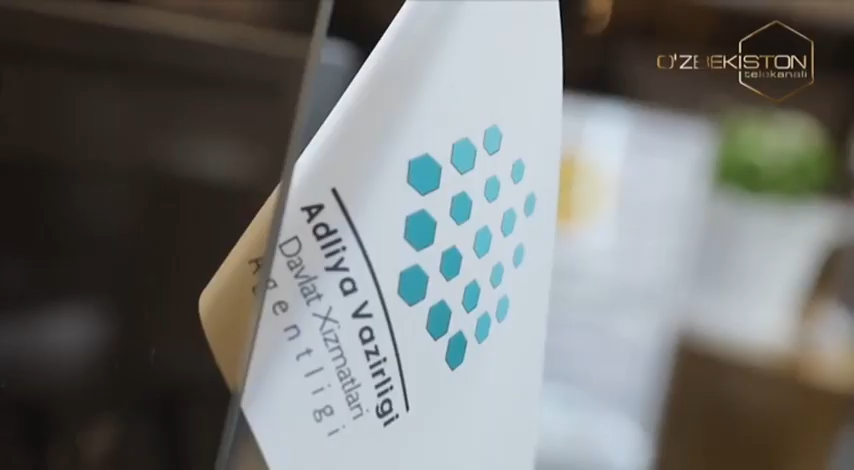 O'ZBEKISTON
telekanali
Adliya Vazirligi
Davlat Xizmatlari
Agentligi